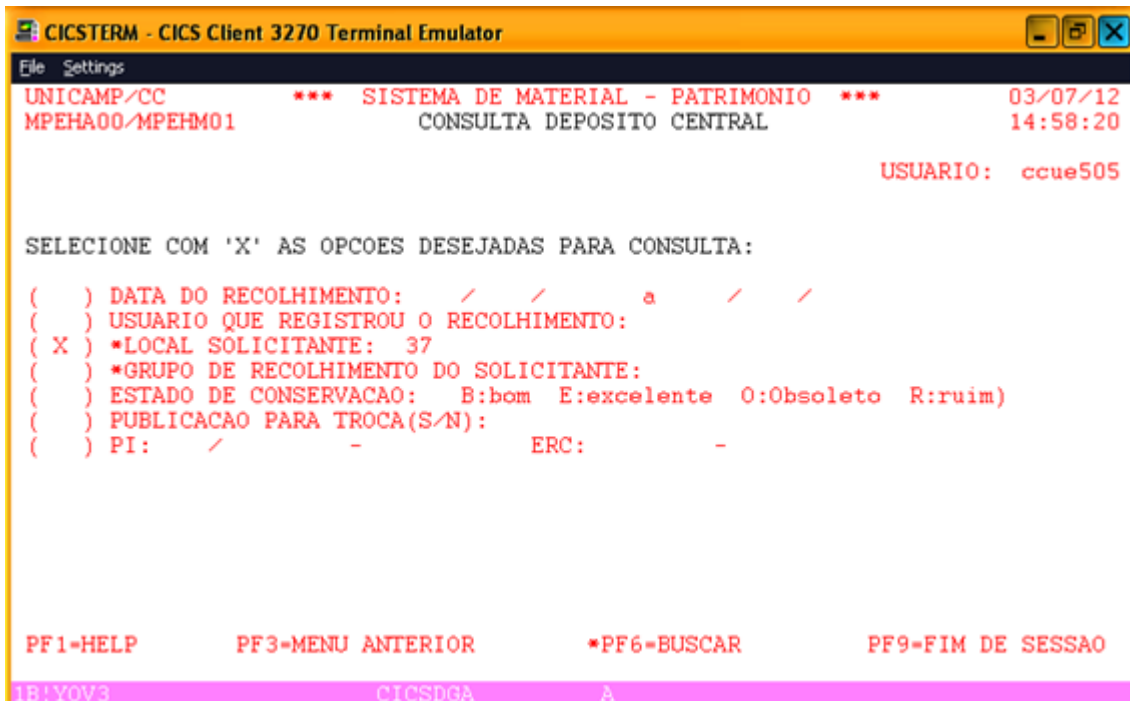 CICSTERM - CICS Client 3270 Terminal Emulator
File Settings
UNICAMP/CC *** SISTEMA DE MATERIAL - PATRIMONIO *** 03/07/12
MPEHA00/MPEHM01 CONSULTA DEPOSITO CENTRAL 14:58:20
USUARIO: ccue505
SELECIONE COM 'X' AS OPCOES DESEJADAS PARA CONSULTA:
( ) DATA DO RECOLHIMENTO: / / a / /
( ) USUARIO QUE REGISTROU O RECOLHIMENTO:
( X ) *LOCAL SOLICITANTE: 37
( ) *GRUPO DE RECOLHIMENTO DO SOLICITANTE:
( ) ESTADO DE CONSERVACAO: B:bom E:excelente O:Obsoleto R:ruim)
( ) PUBLICACAO PARA TROCA(S/N):
( ) PI: / - ERC: -
PF1=HELP PF3=MENU ANTERIOR *PF6=BUSCAR PF9=FIM DE SESSAO
1B!YOV3 CICSDGA A